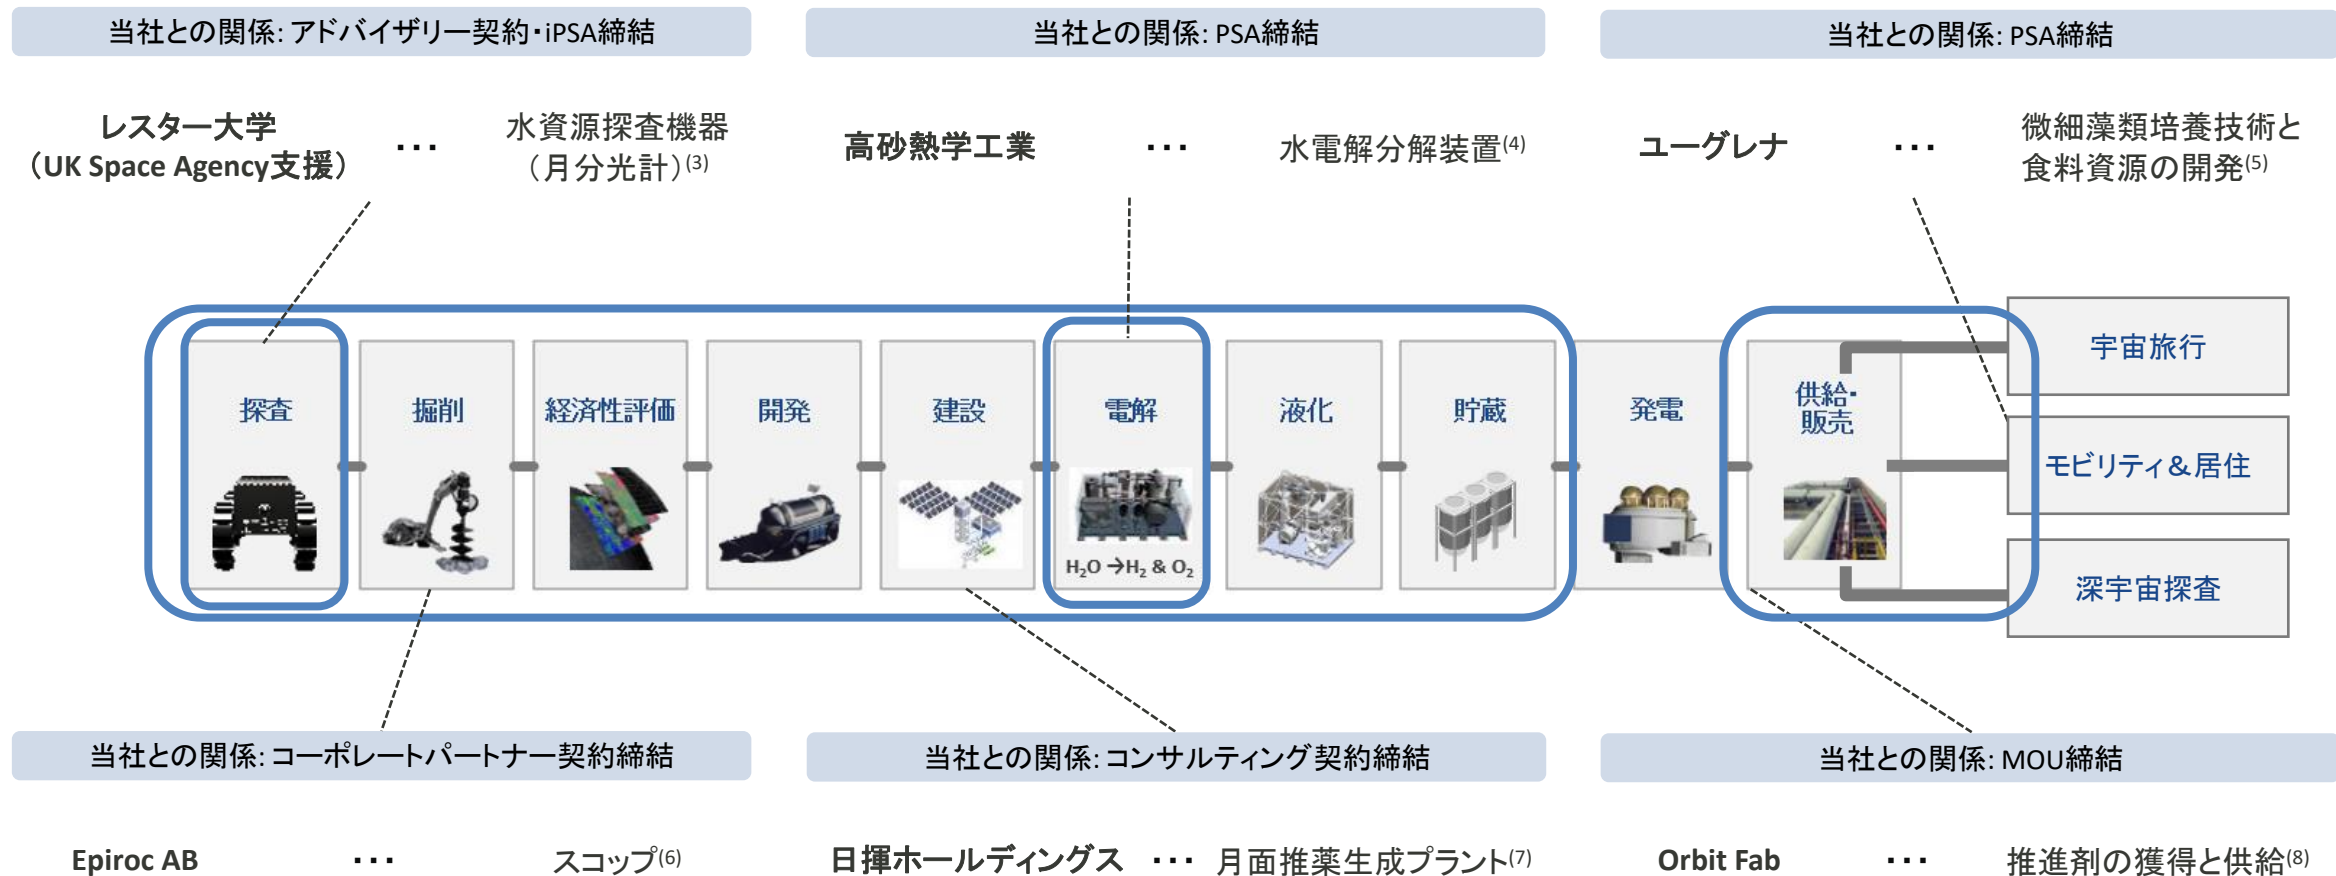 当社との関係: アドバイザリー契約・iPSA締結
当社との関係: PSA締結
当社との関係: PSA締結
レスター大学
(UK Space Agency支援)
・・・
水資源探査機器
(月分光計)(3)
高砂熱学工業
・・・
水電解分解装置(4)
ユーグレナ
・・・
微細藻類培養技術と
食料資源の開発(5)
探査
掘削
経済性評価
開発
建設
電解
H₂O →H₂ & O₂
液化
貯蔵
発電
供給・
販売
宇宙旅行
モビリティ&居住
深宇宙探査
当社との関係: コーポレートパートナー契約締結
当社との関係: コンサルティング契約締結
当社との関係: MOU締結
Epiroc AB
・・・
スコップ(6)
日揮ホールディングス
・・・
月面推薬生成プラント(7)
Orbit Fab
・・・
推進剤の獲得と供給(8)